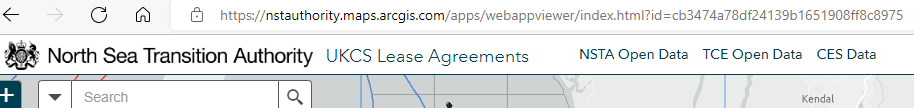 https://nstauthority.maps.arcgis.com/apps/webappviewer/index.html?id=cb3474a78df24139b1651908ff8c8975
North Sea Transition Authority UKCS Lease Agreements NSTA Open Data TCE Open Data CES Data
Search
Kendal